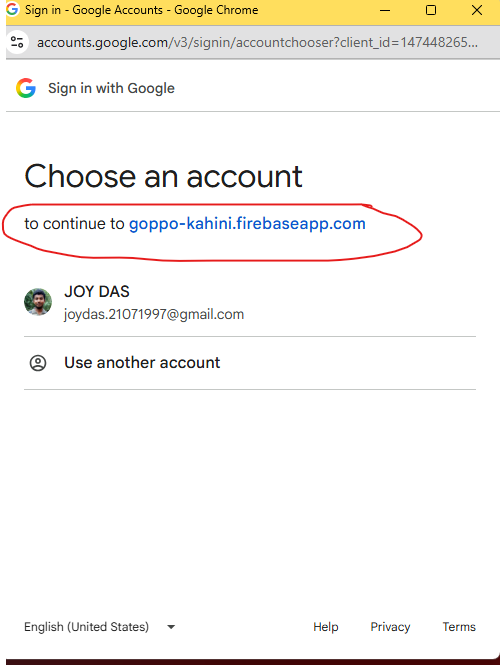 Sign in - Google Accounts - Google Chrome
accounts.google.com/v3/signin/accountchooser?client_id=147448265...
Sign in with Google
Choose an account
to continue to goppo-kahini.firebaseapp.com
JOY DAS
joydas.21071997@gmail.com
Use another account
English (United States) Help Privacy Terms